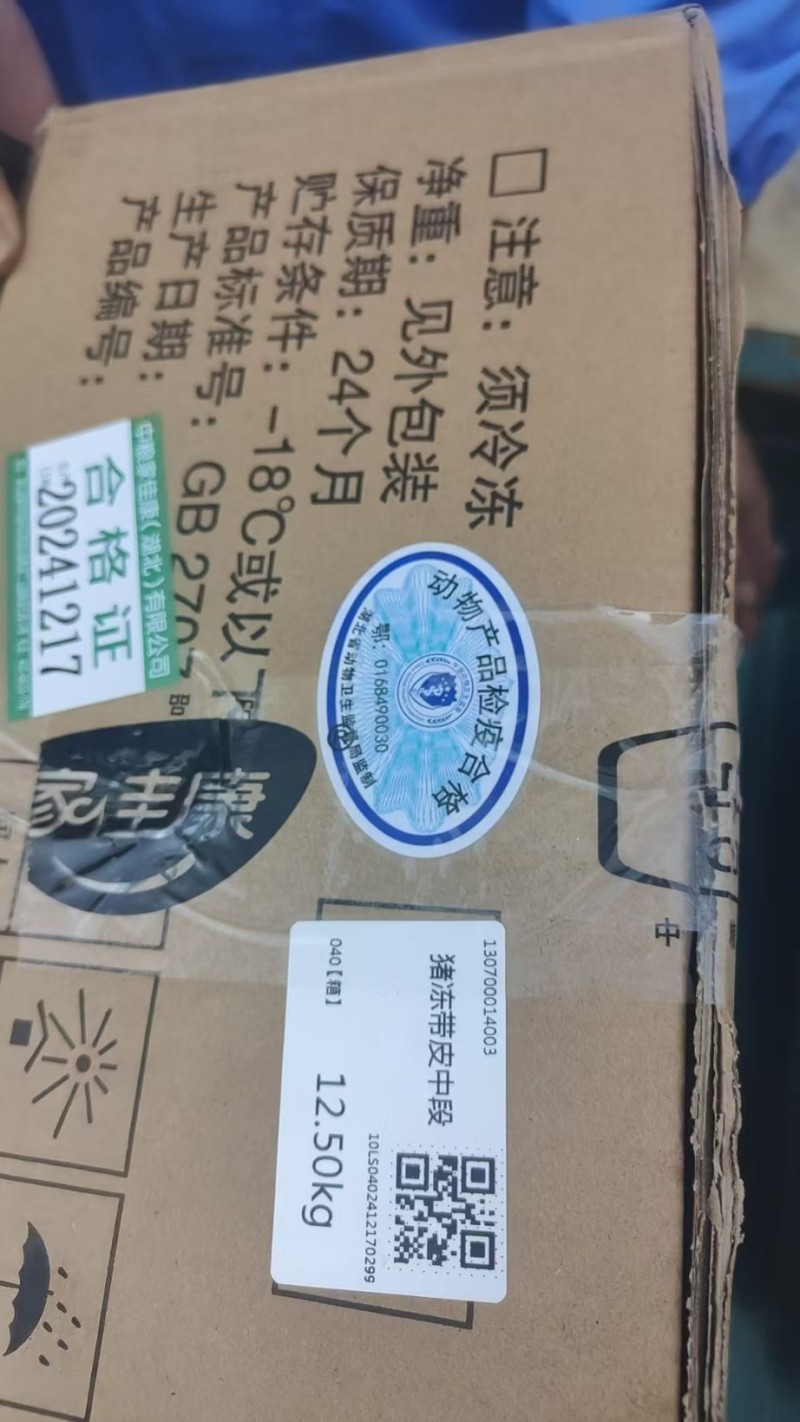 注意：须冷冻
净重：见外包装
保质期：24个月
贮存条件：-18℃或以下
产品标准号：GB 2707
生产日期：
产品编号：
中粮家佳康(湖北)有限公司
合格证
20241217
动物产品检疫合格
鄂：0168490030
湖北省动物卫生监督局监制
家佳康
中
130700014003
猪冻带皮中段
040【箱】
12.50kg
10LS0402412170299